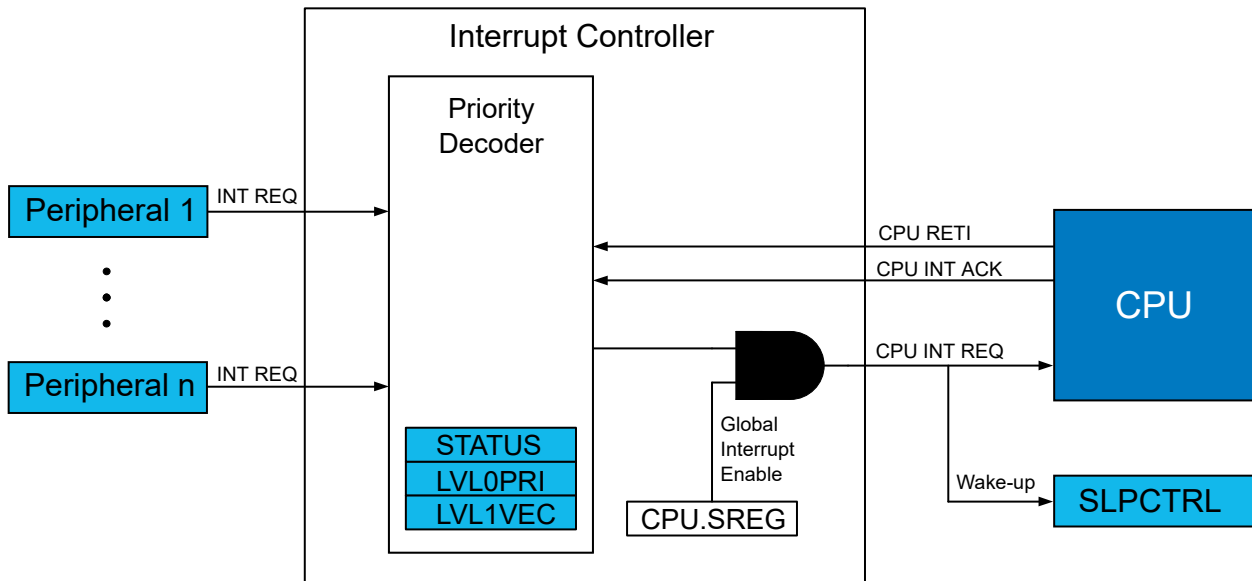 Interrupt Controller
Priority
Decoder
INT REQ
Peripheral 1
CPU RETI
CPU INT ACK
CPU
CPU INT REQ
INT REQ
Peripheral n
Global
Interrupt
Enable
STATUS
LVL0PRI
LVL1VEC
CPU.SREG
Wake-up
SLPCTRL